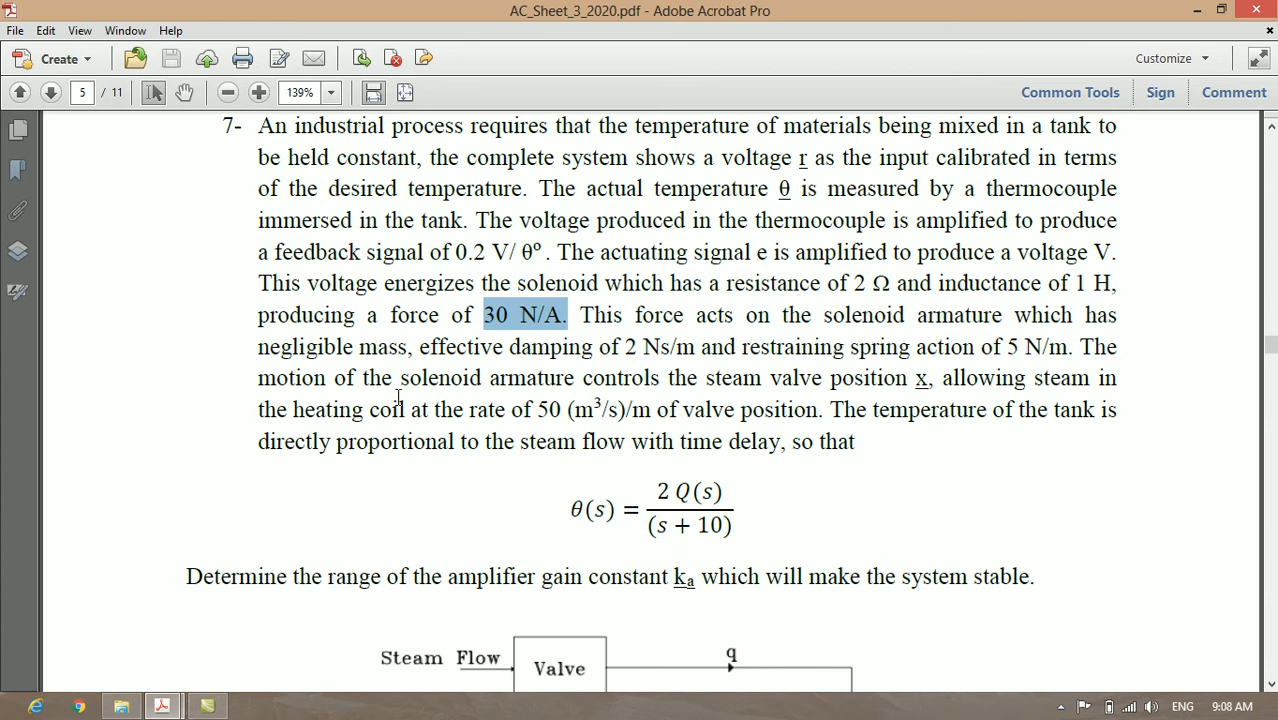 AC_Sheet_3_2020.pdf - Adobe Acrobat Pro
File Edit View Window Help
Create Customize
5 / 11 139% Common Tools Sign Comment
7- An industrial process requires that the temperature of materials being mixed in a tank to
be held constant, the complete system shows a voltage r as the input calibrated in terms
of the desired temperature. The actual temperature θ is measured by a thermocouple
immersed in the tank. The voltage produced in the thermocouple is amplified to produce
a feedback signal of 0.2 V/ θº . The actuating signal e is amplified to produce a voltage V.
This voltage energizes the solenoid which has a resistance of 2 Ω and inductance of 1 H,
producing a force of 30 N/A. This force acts on the solenoid armature which has
negligible mass, effective damping of 2 Ns/m and restraining spring action of 5 N/m. The
motion of the solenoid armature controls the steam valve position x, allowing steam in
the heating coil at the rate of 50 (m³/s)/m of valve position. The temperature of the tank is
directly proportional to the steam flow with time delay, so that
θ(s) = 2 Q(s) / (s + 10)
Determine the range of the amplifier gain constant ka which will make the system stable.
Steam Flow Valve q
ENG 9:08 AM